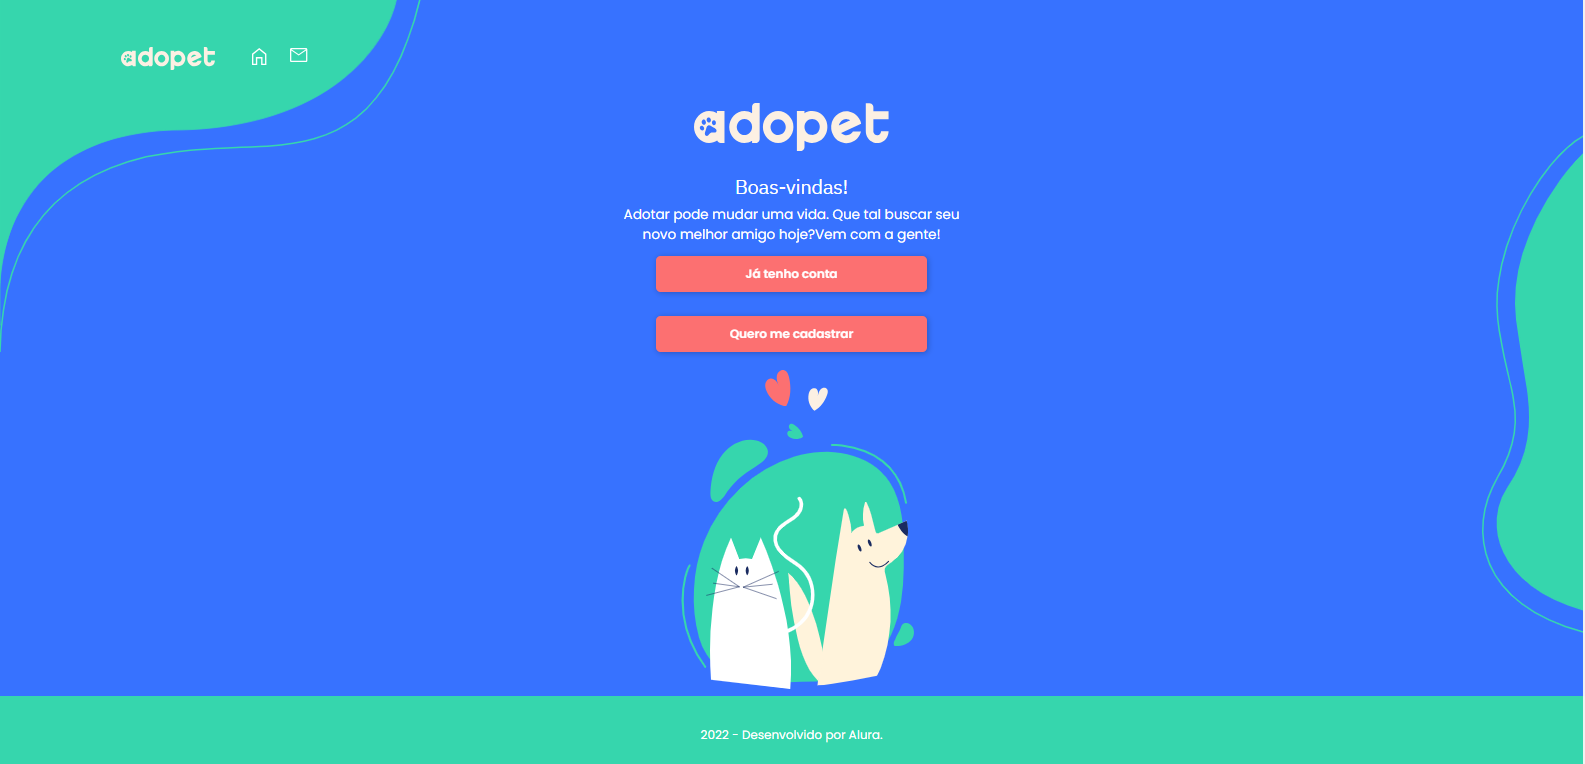 adopet
adopet
Boas-vindas!
Adotar pode mudar uma vida. Que tal buscar seu
novo melhor amigo hoje?Vem com a gente!
Já tenho conta
Quero me cadastrar
2022 - Desenvolvido por Alura.